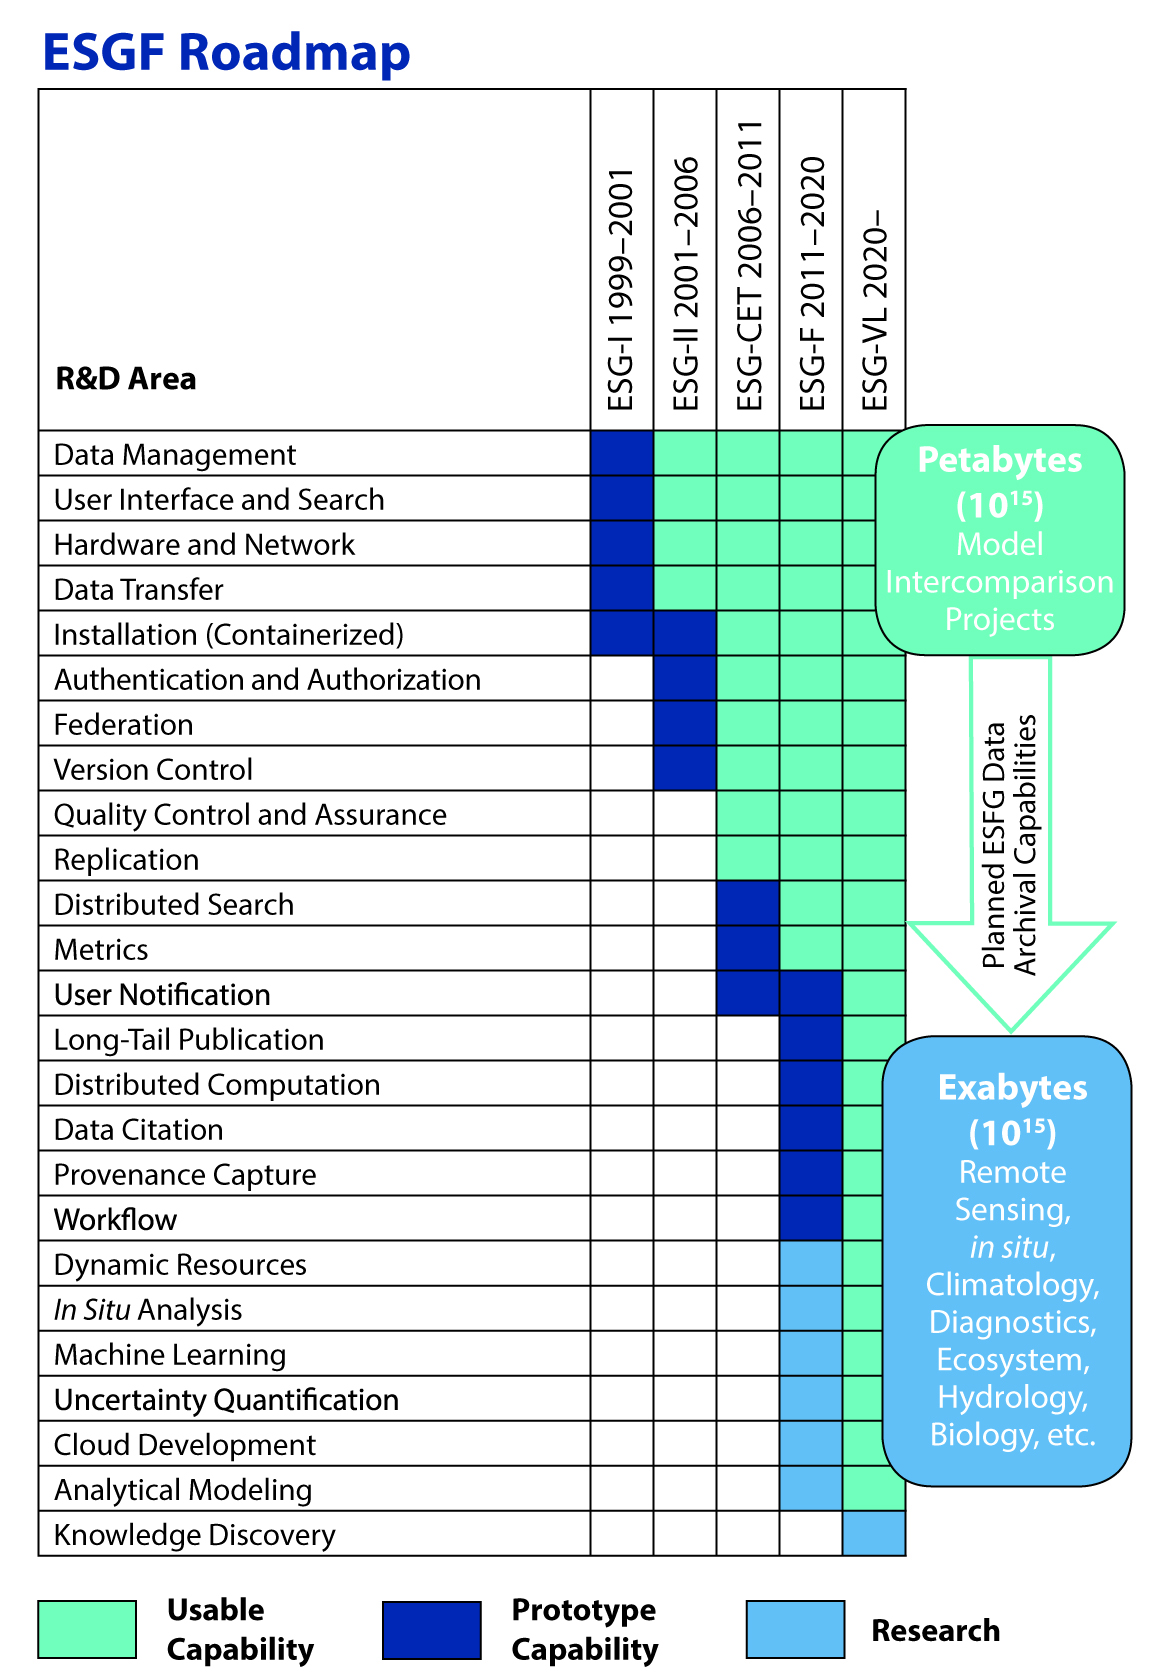 ESGF Roadmap
R&D Area
ESG-I 1999–2001
ESG-II 2001–2006
ESG-CET 2006–2011
ESG-F 2011–2020
ESG-VL 2020–
Data Management
User Interface and Search
Hardware and Network
Data Transfer
Installation (Containerized)
Authentication and Authorization
Federation
Version Control
Quality Control and Assurance
Replication
Distributed Search
Metrics
User Notification
Long-Tail Publication
Distributed Computation
Data Citation
Provenance Capture
Workflow
Dynamic Resources
In Situ Analysis
Machine Learning
Uncertainty Quantification
Cloud Development
Analytical Modeling
Knowledge Discovery
Petabytes
(10¹⁵)
Model
Intercomparison
Projects
Planned ESFG Data
Archival Capabilities
Exabytes
(10¹⁵)
Remote
Sensing,
in situ,
Climatology,
Diagnostics,
Ecosystem,
Hydrology,
Biology, etc.
Usable
Capability
Prototype
Capability
Research